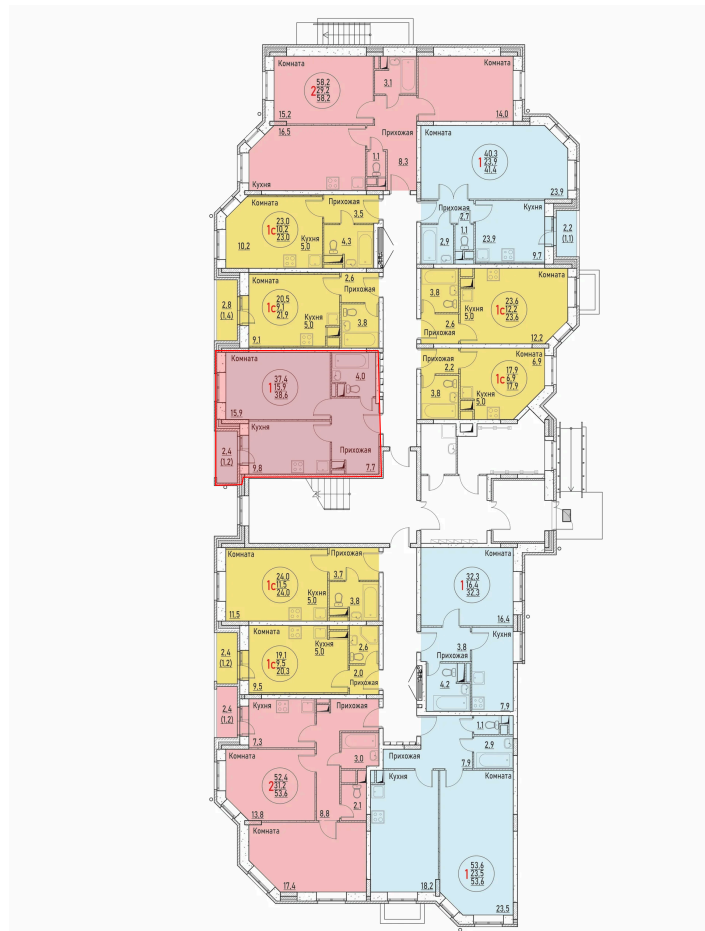 Комната
58,2
2 29,2
58,2
15,2
3,1
Комната
14,0
16,5
Кухня
Прихожая
1,1
8,3
Комната
40,3
1 23,9
41,4
23,9
Комната
23,0
1с 10,2
23,0
10,2
Прихожая
3,5
Кухня
5,0
4,3
Прихожая
7,7
2,9
1,1
23,9
Кухня
9,7
2,2
(1,1)
2,8
(1,4)
Комната
20,5
1с 9,1
21,9
9,1
Кухня
5,0
2,6
Прихожая
3,8
3,8
Прихожая
2,6
Кухня
5,0
Комната
23,6
1с 12,2
23,6
12,2
Комната
37,4
1 15,9
38,6
15,9
4,0
Прихожая
2,2
3,8
Комната
6,9
17,9
1с 6,9
17,9
Кухня
5,0
2,4
(1,2)
Кухня
9,8
Прихожая
7,7
Комната
24,0
1с 11,5
24,0
11,5
Прихожая
3,7
Кухня
5,0
3,8
Комната
32,3
1 16,4
32,3
16,4
2,4
(1,2)
Комната
19,1
1с 9,5
20,3
9,5
Кухня
5,0
2,6
2,0
Прихожая
3,8
Прихожая
4,2
Кухня
7,9
2,4
(1,2)
Кухня
7,3
Прихожая
3,0
Комната
52,4
2 31,2
53,6
13,8
8,8
2,1
Комната
17,4
1,1
2,9
Прихожая
7,9
Кухня
18,2
Комната
53,6
1 23,5
53,6
23,5